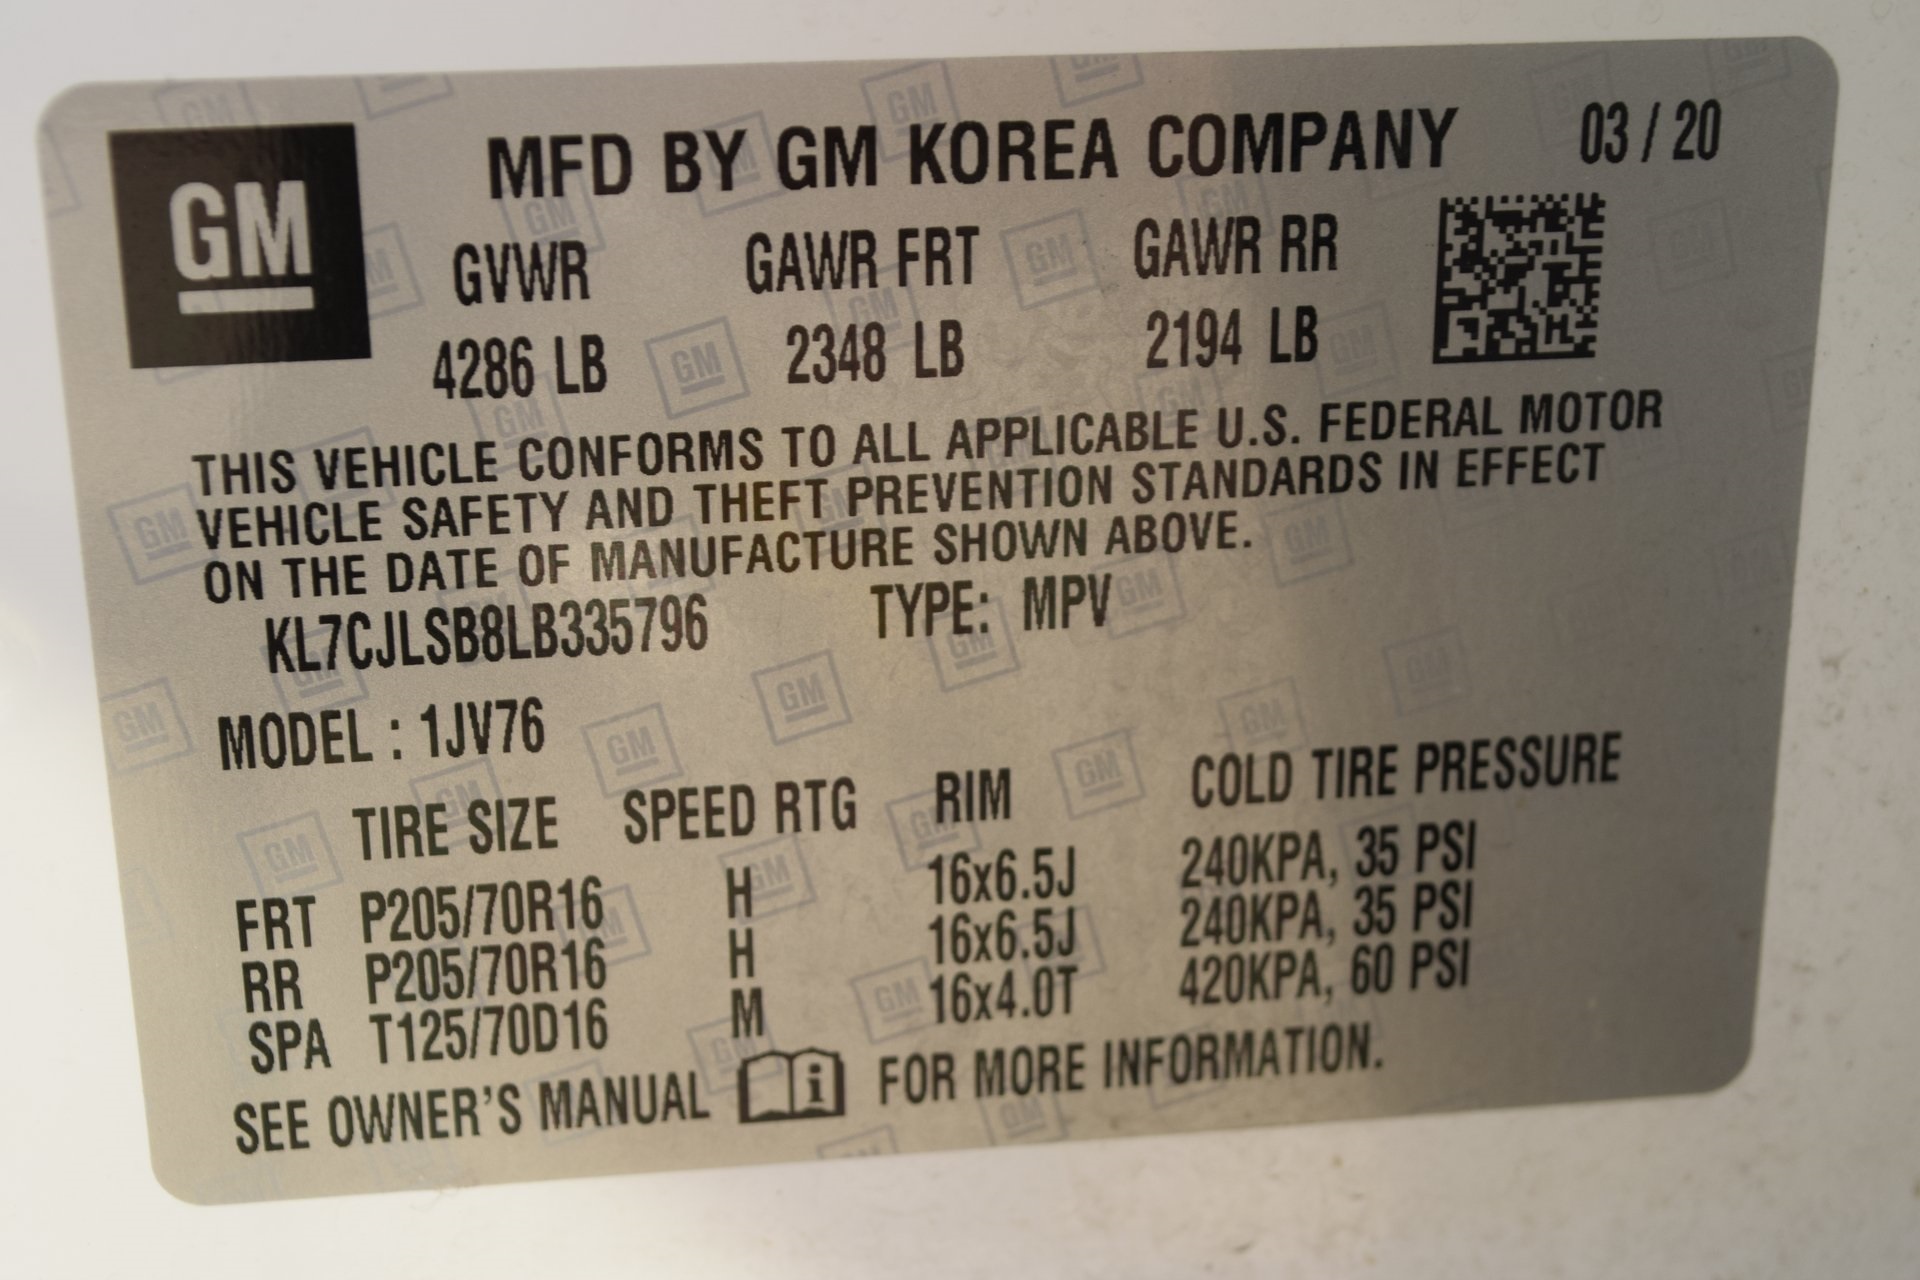 GM
MFD BY GM KOREA COMPANY 03 / 20
GVWR GAWR FRT GAWR RR
4286 LB 2348 LB 2194 LB
THIS VEHICLE CONFORMS TO ALL APPLICABLE U.S. FEDERAL MOTOR
VEHICLE SAFETY AND THEFT PREVENTION STANDARDS IN EFFECT
ON THE DATE OF MANUFACTURE SHOWN ABOVE.
KL7CJLSB8LB335796 TYPE: MPV
MODEL : 1JV76
TIRE SIZE SPEED RTG RIM COLD TIRE PRESSURE
FRT P205/70R16 H 16x6.5J 240KPA, 35 PSI
RR P205/70R16 H 16x6.5J 240KPA, 35 PSI
SPA T125/70D16 M 16x4.0T 420KPA, 60 PSI
SEE OWNER'S MANUAL i FOR MORE INFORMATION.